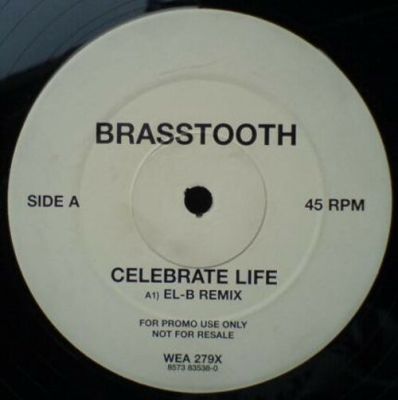 BRASSTOOTH
SIDE A 45 RPM
CELEBRATE LIFE
A1) EL-B REMIX
FOR PROMO USE ONLY
NOT FOR RESALE
WEA 279X
8573 83538-0